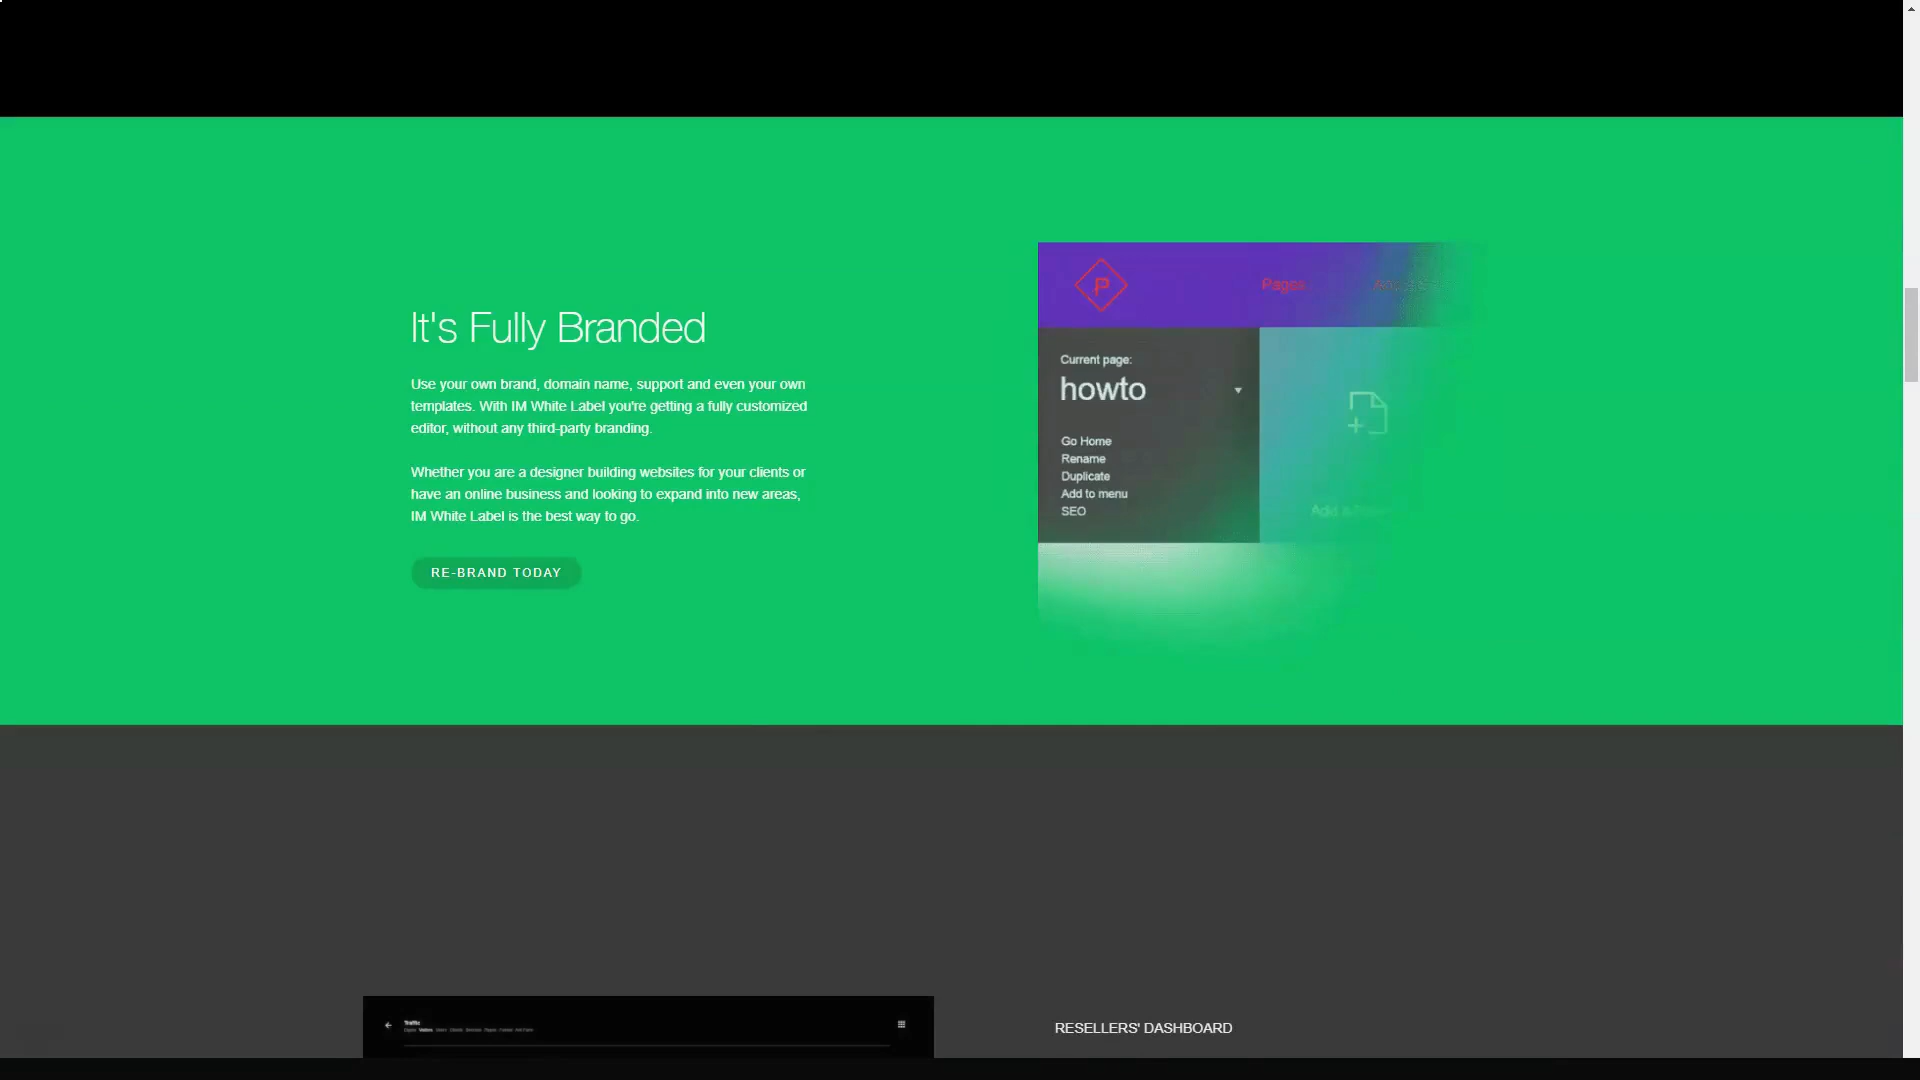 It's Fully Branded
Use your own brand, domain name, support and even your own
templates. With IM White Label you're getting a fully customized
editor, without any third-party branding.
Whether you are a designer building websites for your clients or
have an online business and looking to expand into new areas,
IM White Label is the best way to go.
RE-BRAND TODAY
P
Pages
Current page:
howto
Go Home
Rename
Duplicate
Add to menu
SEO
Traffic
RESELLERS' DASHBOARD